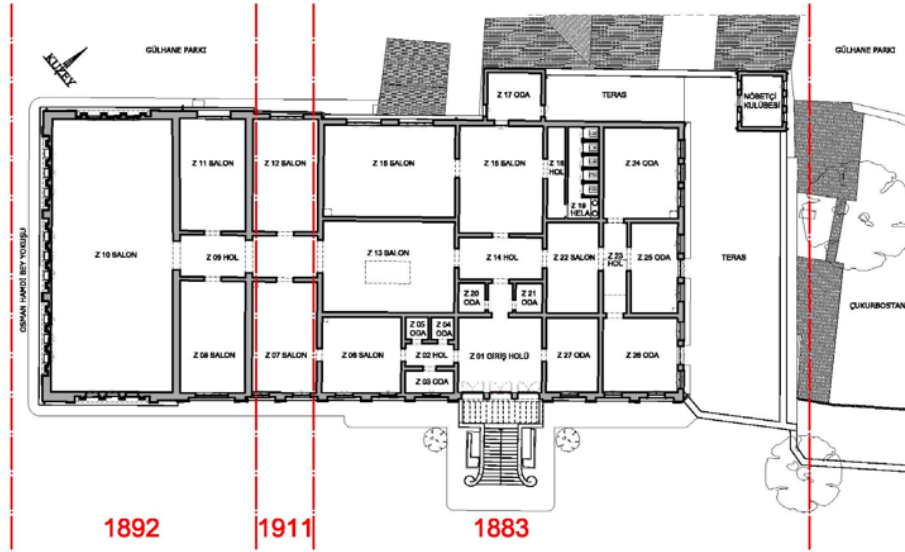 GÜLHANE PARKI
GÜLHANE PARKI
KUZEY
Z 17 ODA
TERAS
NÖBETÇİ
KULÜBESİ
Z 11 SALON
Z 12 SALON
Z 16 SALON
Z 15 SALON
Z 18
HOL
Z 19
HELA
Z 24 ODA
OSMAN HAMDİ BEY YOKUŞU
Z 10 SALON
Z 09 HOL
Z 13 SALON
Z 14 HOL
Z 22 SALON
Z 23
HOL
Z 25 ODA
TERAS
Z 20
ODA
Z 21
ODA
ÇUKURBOSTAN
Z 08 SALON
Z 07 SALON
Z 06 SALON
Z 05
ODA
Z 04
ODA
Z 02 HOL
Z 03 ODA
Z 01 GİRİŞ HOLÜ
Z 27 ODA
Z 26 ODA
1892
1911
1883